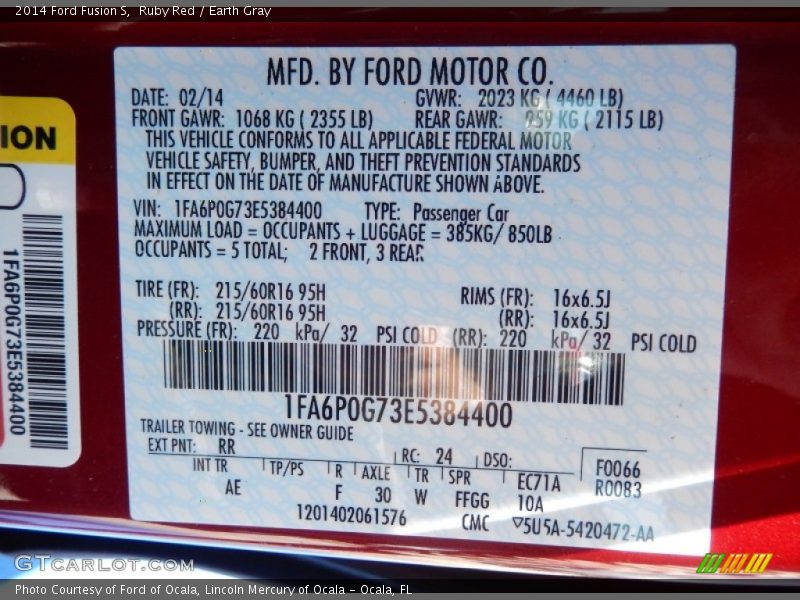 2014 Ford Fusion S, Ruby Red / Earth Gray
MFD. BY FORD MOTOR CO.
DATE: 02/14 GVWR: 2023 KG ( 4460 LB)
FRONT GAWR: 1068 KG ( 2355 LB) REAR GAWR: 959 KG ( 2115 LB)
THIS VEHICLE CONFORMS TO ALL APPLICABLE FEDERAL MOTOR
VEHICLE SAFETY, BUMPER, AND THEFT PREVENTION STANDARDS
IN EFFECT ON THE DATE OF MANUFACTURE SHOWN ABOVE.
VIN: 1FA6P0G73E5384400 TYPE: Passenger Car
MAXIMUM LOAD = OCCUPANTS + LUGGAGE = 385KG/ 850LB
OCCUPANTS = 5 TOTAL; 2 FRONT, 3 REAR
TIRE (FR): 215/60R16 95H RIMS (FR): 16x6.5J
(RR): 215/60R16 95H (RR): 16x6.5J
PRESSURE (FR): 220 kPa/ 32 PSI COLD (RR): 220 kPa/ 32 PSI COLD
1FA6P0G73E5384400
TRAILER TOWING - SEE OWNER GUIDE
EXT PNT: RR RC: 24 DSO: F0066
INT TR TP/PS R AXLE TR SPR EC71A R0083
AE F 30 W FFGG 10A
1201402061576 CMC 5U5A-5420472-AA
ION
1FA6P0G73E5384400
GTCarLot.com
Photo Courtesy of Ford of Ocala, Lincoln Mercury of Ocala - Ocala, FL